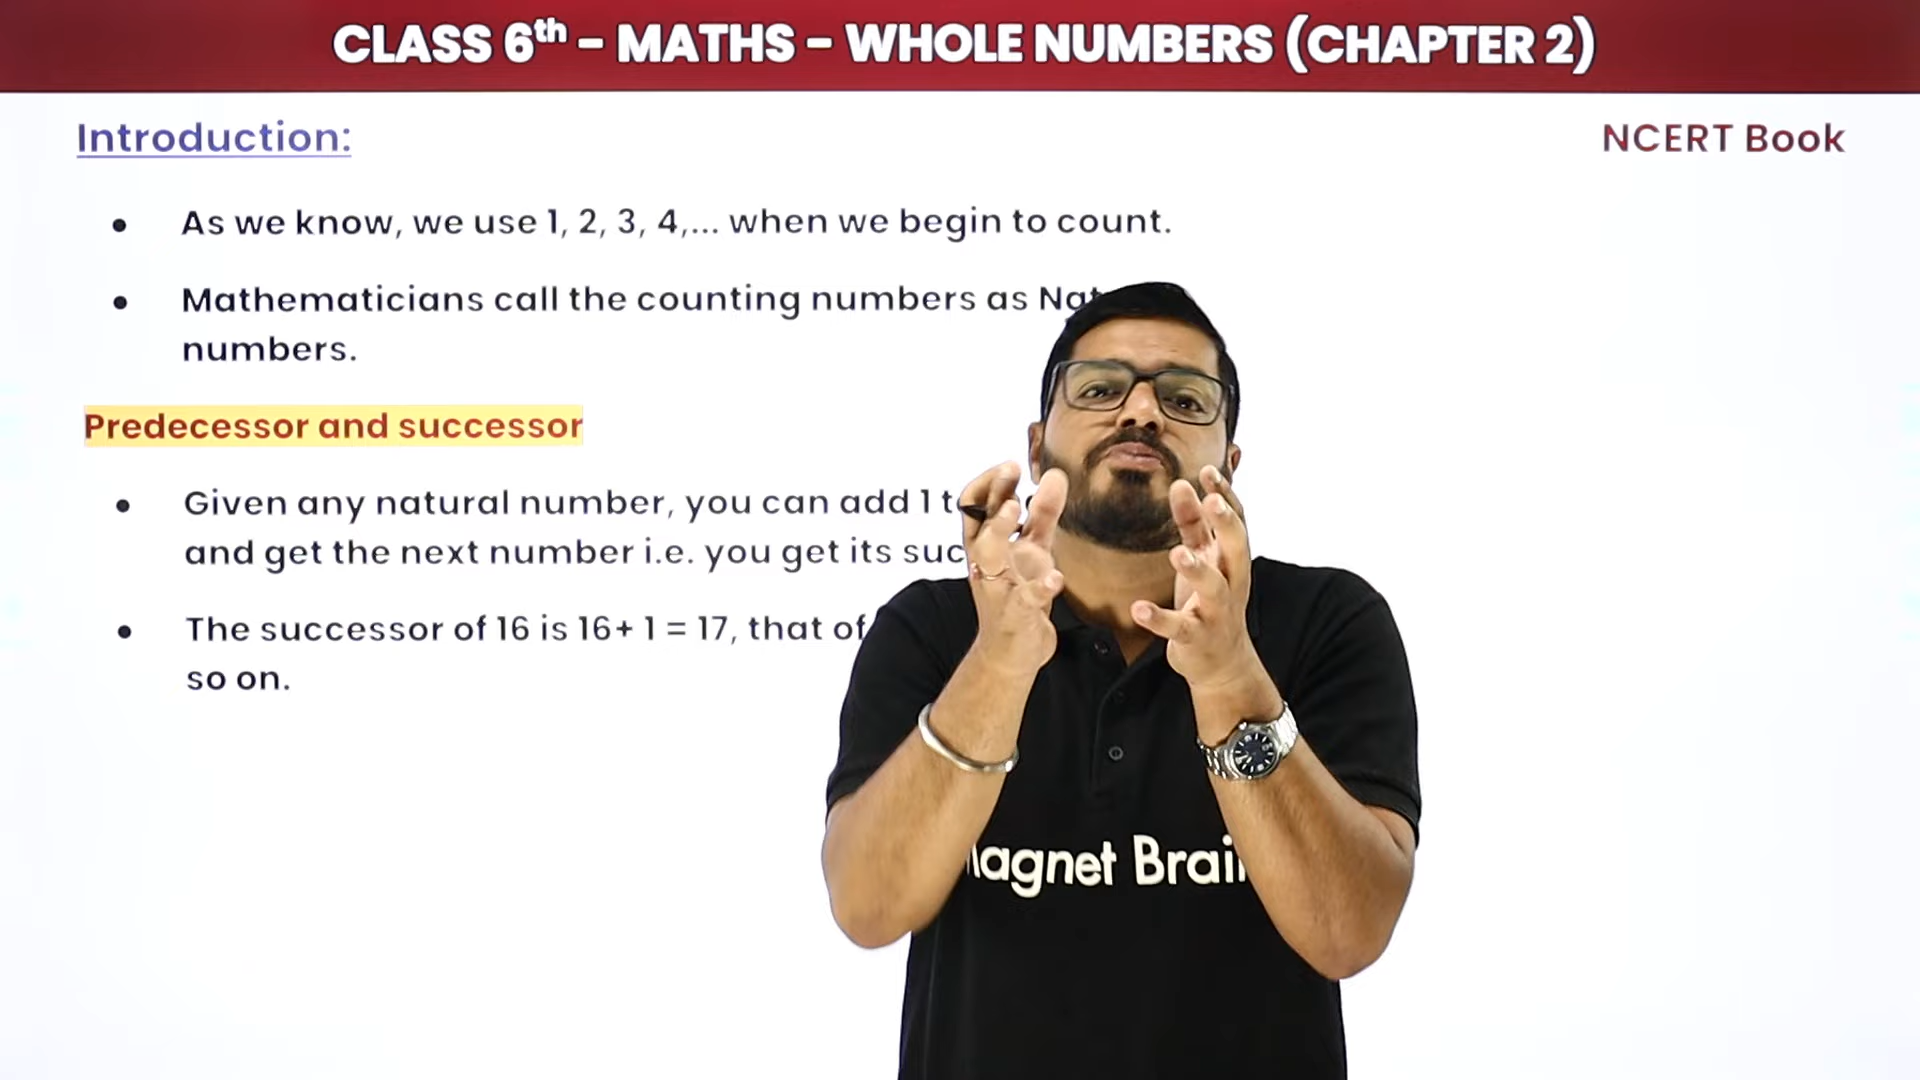 CLASS 6th - MATHS - WHOLE NUMBERS (CHAPTER 2)
Introduction:
NCERT Book
• As we know, we use 1, 2, 3, 4,... when we begin to count.
• Mathematicians call the counting numbers as
numbers.
Predecessor and successor
• Given any natural number, you can add 1
and get the next number i.e. you get its
• The successor of 16 is 16+ 1 = 17, that of
so on.